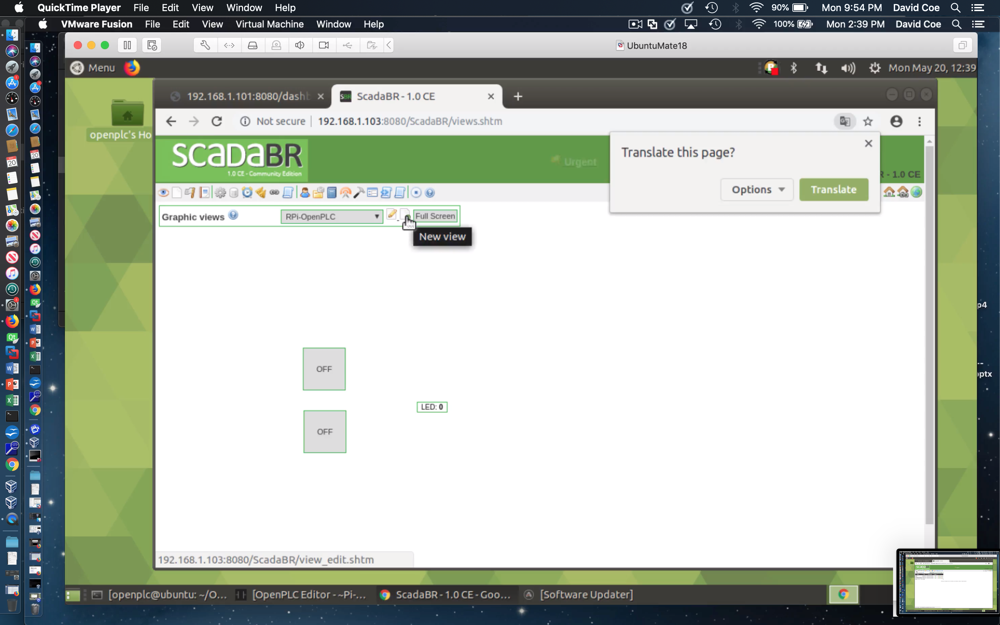 QuickTime Player File Edit View Window Help 90% Mon 9:54 PM David Coe
VMware Fusion File Edit View Virtual Machine Window Help 100% Mon 2:39 PM David Coe
UbuntuMate18
Menu Mon May 20, 12:39
192.168.1.101:8080/dasht ScadaBR - 1.0 CE
Not secure 192.168.1.103:8080/ScadaBR/views.shtm
openplc's Ho
scadaBR
1.0 CE - Community Edition
Urgent
Translate this page?
R - 1.0 CE
Options Translate
Graphic views RPi-OpenPLC Full Screen
New view
p4
OFF
pptx
LED: 0
OFF
192.168.1.103:8080/ScadaBR/view_edit.shtm
[openplc@ubuntu: ~/O... [OpenPLC Editor - ~Pi-... ScadaBR - 1.0 CE - Goo... [Software Updater]